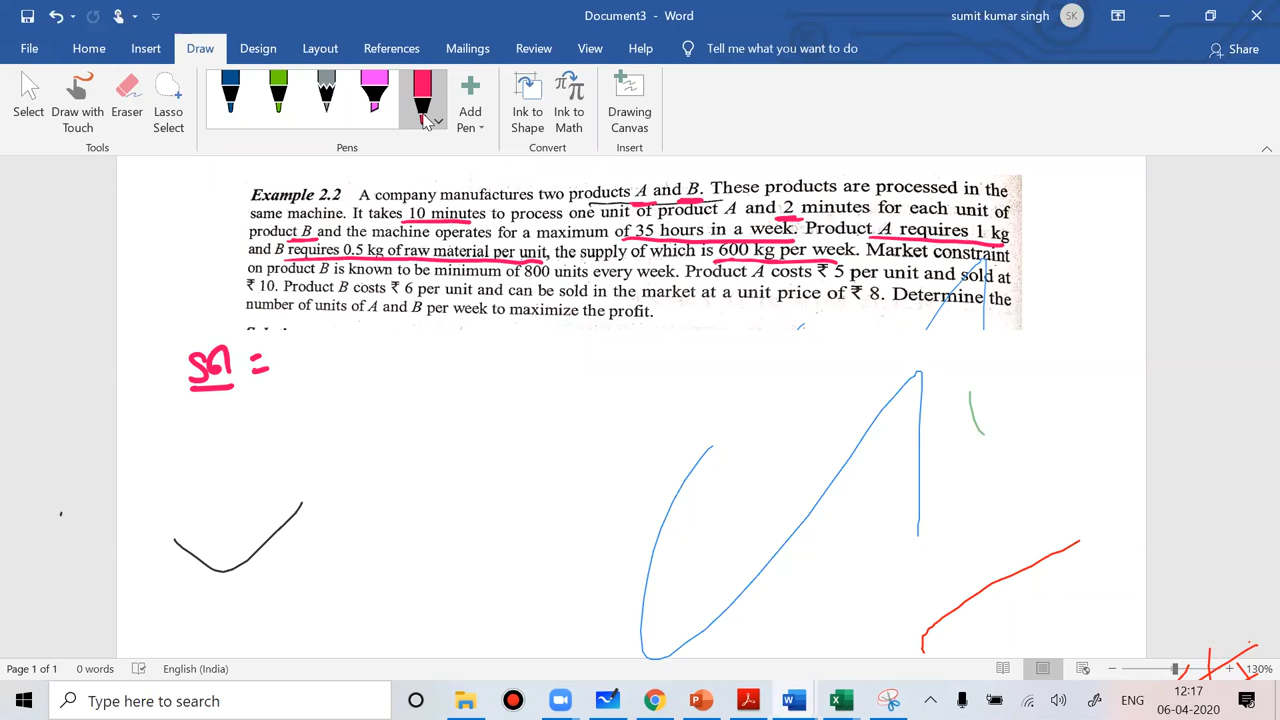 Document3 - Word
sumit kumar singh
SK
File
Home
Insert
Draw
Design
Layout
References
Mailings
Review
View
Help
Tell me what you want to do
Share
Select
Draw with Touch
Eraser
Lasso Select
Add Pen
Ink to Shape
Ink to Math
Drawing Canvas
Tools
Pens
Convert
Insert
Example 2.2 A company manufactures two products A and B. These products are processed in the
same machine. It takes 10 minutes to process one unit of product A and 2 minutes for each unit of
product B and the machine operates for a maximum of 35 hours in a week. Product A requires 1 kg
and B requires 0.5 kg of raw material per unit, the supply of which is 600 kg per week. Market constraint
on product B is known to be minimum of 800 units every week. Product A costs ₹ 5 per unit and sold at
₹ 10. Product B costs ₹ 6 per unit and can be sold in the market at a unit price of ₹ 8. Determine the
number of units of A and B per week to maximize the profit.
Page 1 of 1
0 words
English (India)
130%
Type here to search
ENG
12:17
06-04-2020